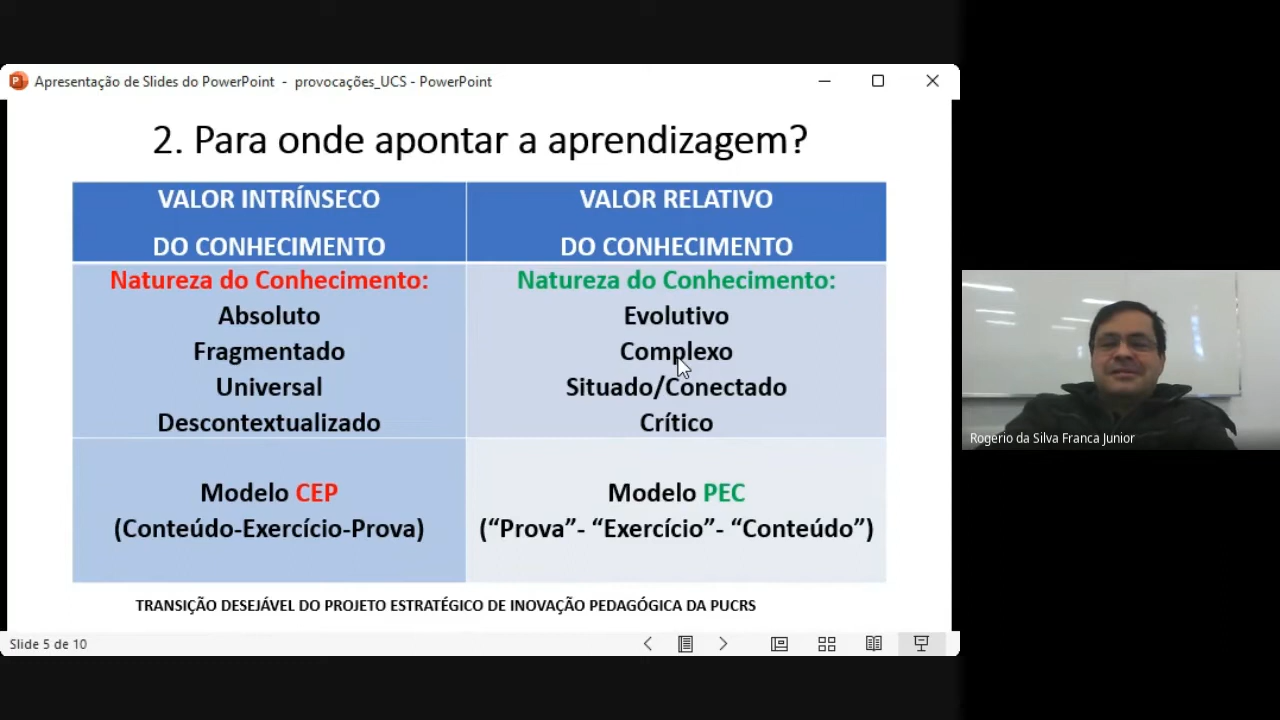 Apresentação de Slides do PowerPoint - provocações_UCS - PowerPoint
2. Para onde apontar a aprendizagem?
VALOR INTRÍNSECO
DO CONHECIMENTO
VALOR RELATIVO
DO CONHECIMENTO
Natureza do Conhecimento:
Absoluto
Fragmentado
Universal
Descontextualizado
Natureza do Conhecimento:
Evolutivo
Complexo
Situado/Conectado
Crítico
Modelo CEP
(Conteúdo-Exercício-Prova)
Modelo PEC
(“Prova”- “Exercício”- “Conteúdo”)
TRANSIÇÃO DESEJÁVEL DO PROJETO ESTRATÉGICO DE INOVAÇÃO PEDAGÓGICA DA PUCRS
Slide 5 de 10
Rogerio da Silva Franca Junior